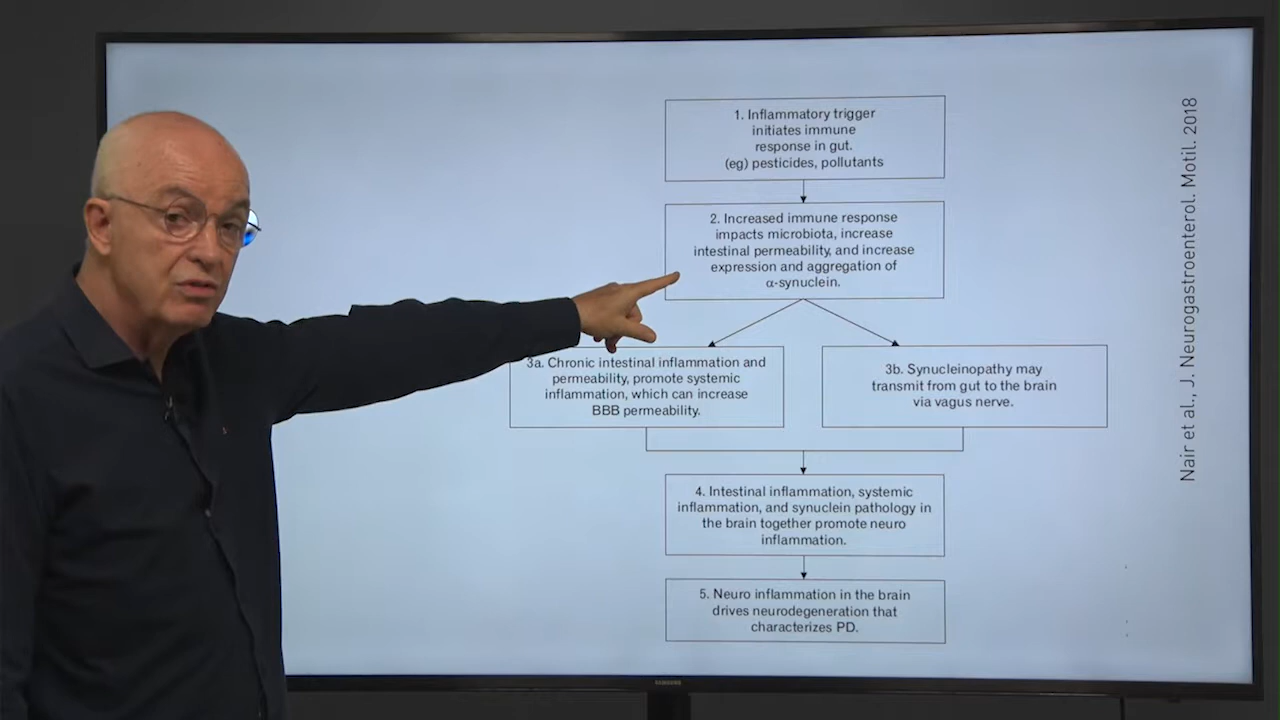 1. Inflammatory trigger
initiates immune
response in gut.
(eg) pesticides, pollutants
2. Increased immune response
impacts microbiota, increase
intestinal permeability, and increase
expression and aggregation of
α-synuclein.
3a. Chronic intestinal inflammation and
permeability, promote systemic
inflammation, which can increase
BBB permeability.
3b. Synucleinopathy may
transmit from gut to the brain
via vagus nerve.
4. Intestinal inflammation, systemic
inflammation, and synuclein pathology in
the brain together promote neuro
inflammation.
5. Neuro inflammation in the brain
drives neurodegeneration that
characterizes PD.
Nair et al., J. Neurogastroenterol. Motil. 2018
SAMSUNG